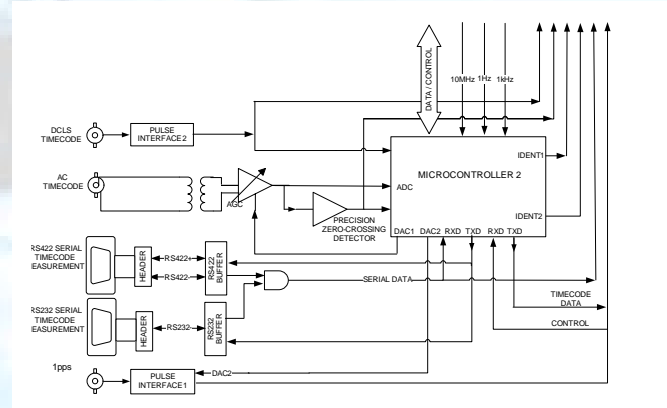 10MHz 1Hz 1kHz
DATA / CONTROL
DCLS
TIMECODE
PULSE
INTERFACE2
IDENT1
MICROCONTROLLER 2
AC
TIMECODE
ADC
AGC
IDENT2
PRECISION
ZERO-CROSSING
DETECTOR
DAC1 DAC2 RXD TXD RXD TXD
RS422 SERIAL
TIMECODE
MEASUREMENT
HEADER
RS422+
RS422-
RS422
BUFFER
SERIAL DATA
TIMECODE
DATA
RS232 SERIAL
TIMECODE
MEASUREMENT
HEADER
RS232
RS232
BUFFER
CONTROL
1pps
PULSE
INTERFACE1
DAC2